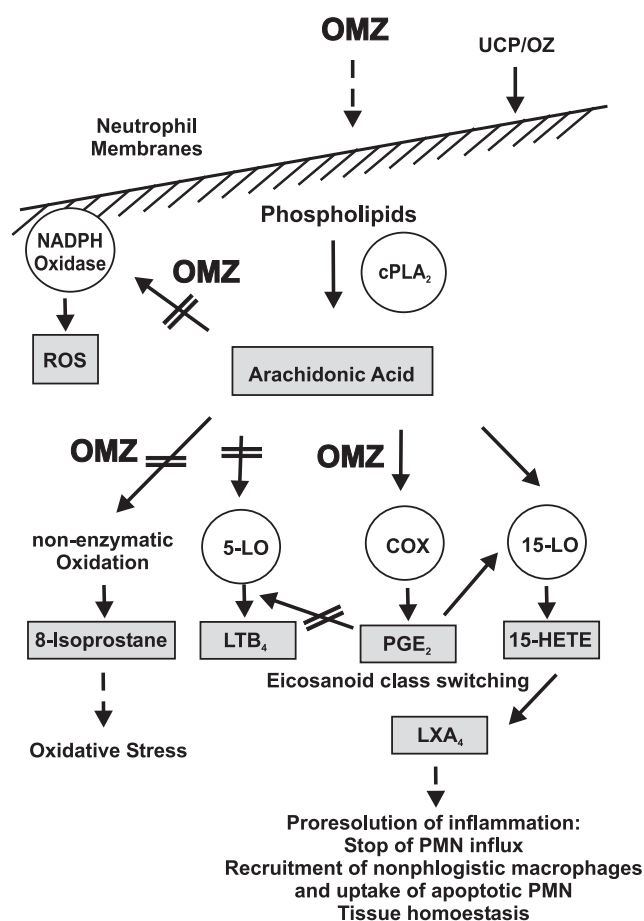 OMZ
UCP/OZ
Neutrophil
Membranes
Phospholipids
NADPH
Oxidase
OMZ
cPLA₂
ROS
Arachidonic Acid
OMZ
OMZ
non-enzymatic
Oxidation
5-LO
COX
15-LO
8-Isoprostane
LTB₄
PGE₂
15-HETE
Eicosanoid class switching
Oxidative Stress
LXA₄
Proresolution of inflammation:
Stop of PMN influx
Recruitment of nonphlogistic macrophages
and uptake of apoptotic PMN
Tissue homoestasis